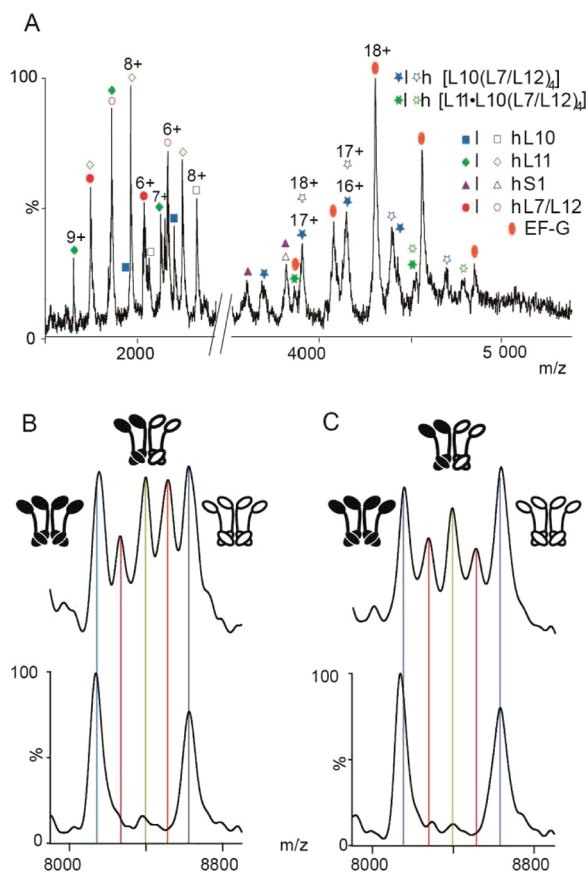 A
100
%
0
9+
8+
6+
7+
6+
8+
18+
17+
17+
16+
18+
l h [L10(L7/L12)4]
l h [L11•L10(L7/L12)4]
l hL10
l hL11
l hS1
l hL7/L12
EF-G
2000 4000 5 000
m/z
B C
100 100
% %
0 0
8000 8800 m/z 8000 8800